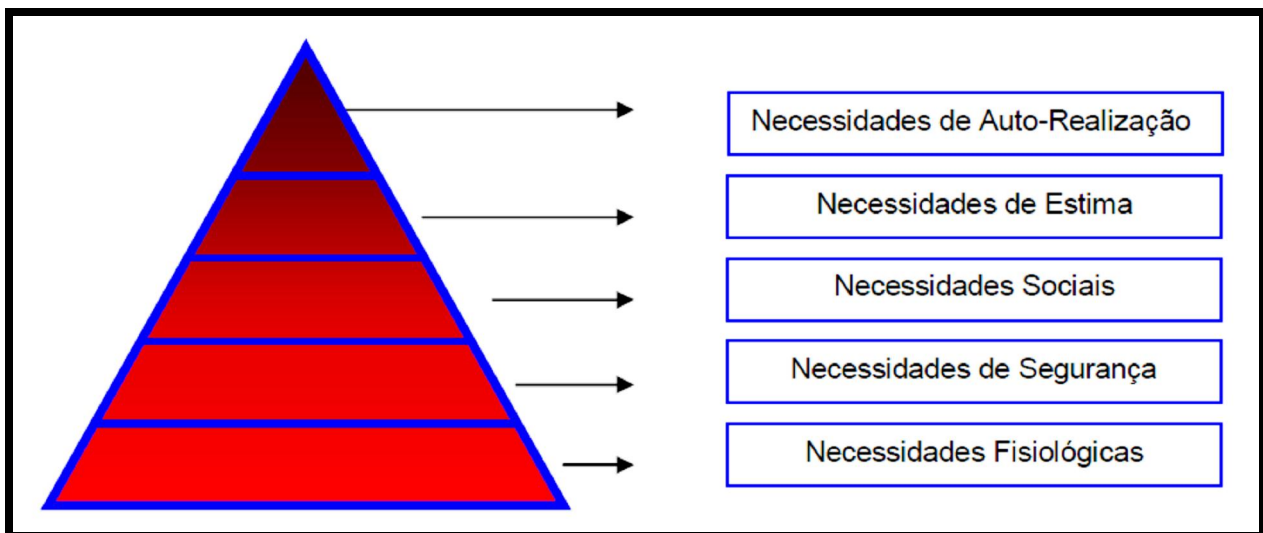 Necessidades de Auto-Realização
Necessidades de Estima
Necessidades Sociais
Necessidades de Segurança
Necessidades Fisiológicas